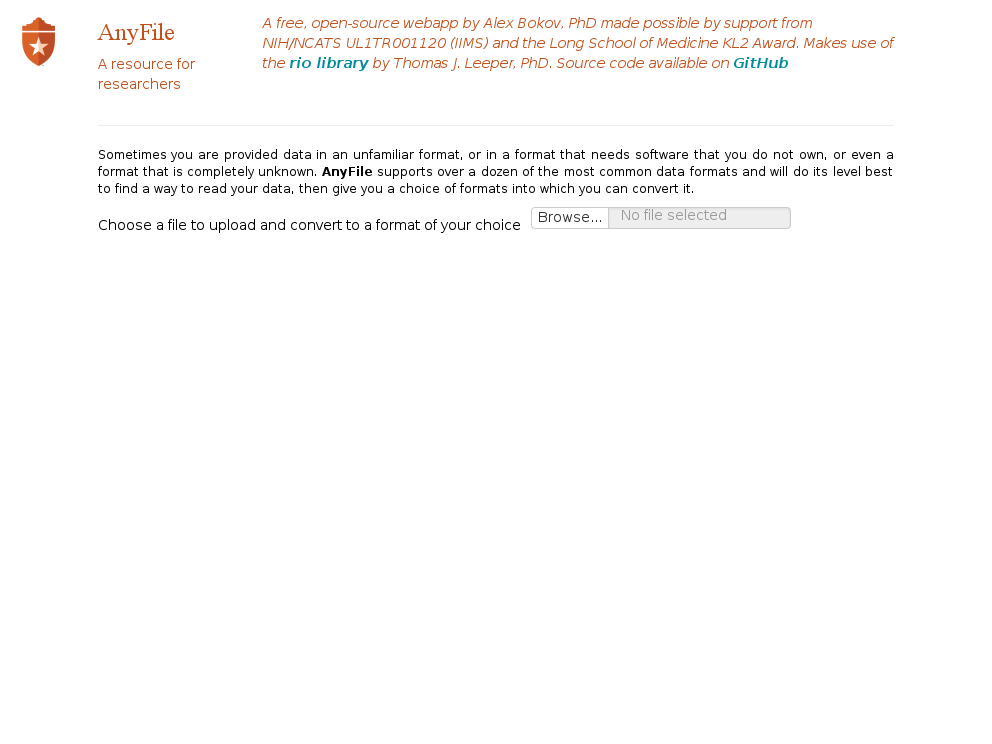 AnyFile
A resource for
researchers
A free, open-source webapp by Alex Bokov, PhD made possible by support from
NIH/NCATS UL1TR001120 (IIMS) and the Long School of Medicine KL2 Award. Makes use of
the rio library by Thomas J. Leeper, PhD. Source code available on GitHub
Sometimes you are provided data in an unfamiliar format, or in a format that needs software that you do not own, or even a
format that is completely unknown. AnyFile supports over a dozen of the most common data formats and will do its level best
to find a way to read your data, then give you a choice of formats into which you can convert it.
Choose a file to upload and convert to a format of your choice Browse... No file selected